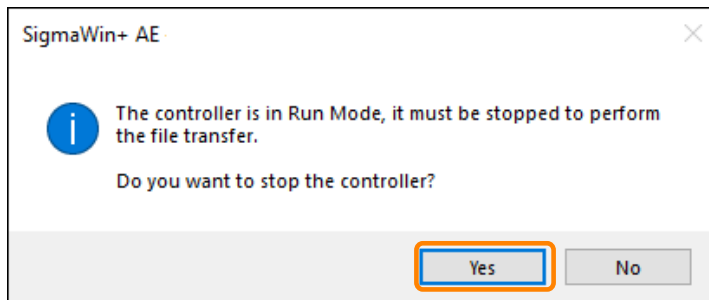 SigmaWin+ AE
The controller is in Run Mode, it must be stopped to perform
the file transfer.
Do you want to stop the controller?
Yes
No